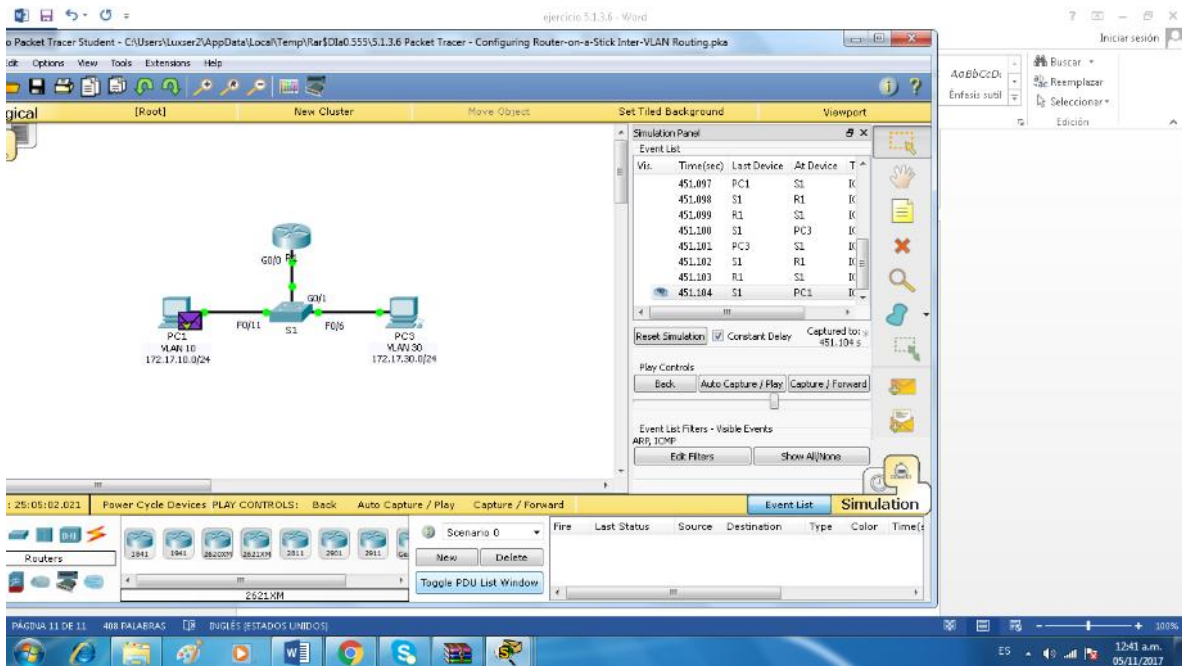 ejercicio 5.1.3.6 - Word
Packet Tracer Student - C:\Users\Luxser2\AppData\Local\Temp\Rar$DIa0.555\5.1.3.6 Packet Tracer - Configuring Router-on-a-Stick Inter-VLAN Routing.pka
Iniciar sesión
Options View Tools Extensions Help
AaBbCcDc
Énfasis sutil
Buscar
Reemplazar
Seleccionar
Edición
[Root] New Cluster Move Object Set Tiled Background Viewport
Simulation Panel
Event List
Vis. Time(sec) Last Device At Device
451.097 PC1 S1
451.098 S1 R1
451.099 R1 S1
451.100 S1 PC3
451.101 PC3 S1
451.102 S1 R1
451.103 R1 S1
451.104 S1 PC1
Reset Simulation Constant Delay Captured to:
451.104 s
Play Controls
Back Auto Capture / Play Capture / Forward
Event List Filters - Visible Events
ARP, ICMP
Edit Filters Show All/None
G0/0
G0/1
F0/11 S1 F0/6
PC1
VLAN 10
172.17.10.0/24
PC3
VLAN 30
172.17.30.0/24
: 25:05:02.021 Power Cycle Devices PLAY CONTROLS: Back Auto Capture / Play Capture / Forward Event List Simulation
Routers
1841 1941 2620XM 2621XM 2811 2901 2911
2621XM
Scenario 0
New Delete
Toggle PDU List Window
Fire Last Status Source Destination Type Color
PÁGINA 11 DE 11 408 PALABRAS INGLÉS (ESTADOS UNIDOS) 100%
ES 12:41 a.m.
05/11/2017